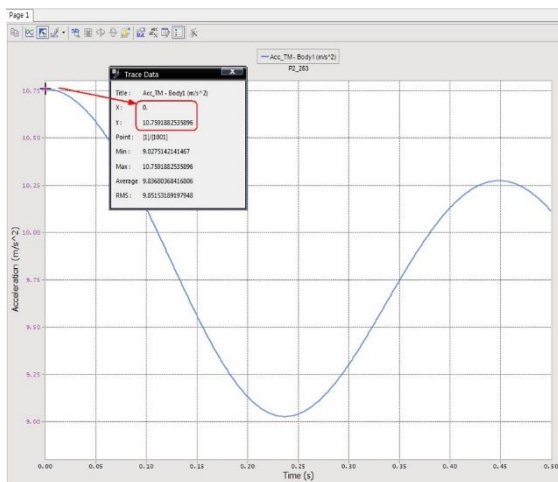 Page 1
Acc_TM - Body1 (m/s^2)
P2_263
Trace Data
X
Title : Acc_TM - Body1 (m/s^2)
X : 0.
Y : 10.7591882535896
Point : [1]/[1001]
Min : 9.0275142141467
Max : 10.7591882535896
Average 9.83680368416806
RMS : 9.85153189197948
Acceleration (m/s^2)
10.75
10.50
10.25
10.00
9.75
9.50
9.25
9.00
0.00 0.05 0.10 0.15 0.20 0.25 0.30 0.35 0.40 0.45 0.50
Time (s)